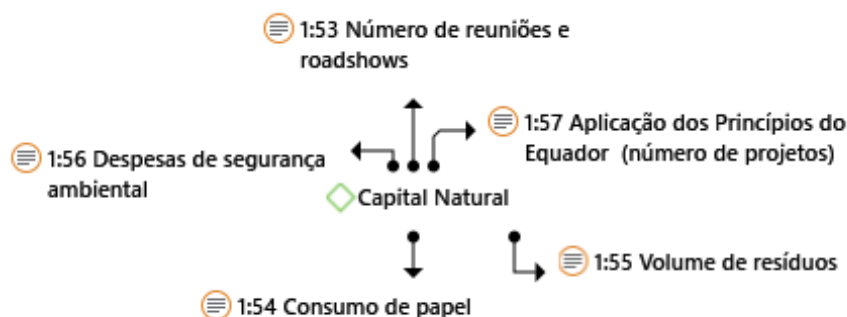 1:53 Número de reuniões e
roadshows
1:57 Aplicação dos Princípios do
Equador (número de projetos)
1:56 Despesas de segurança
ambiental
Capital Natural
1:55 Volume de resíduos
1:54 Consumo de papel